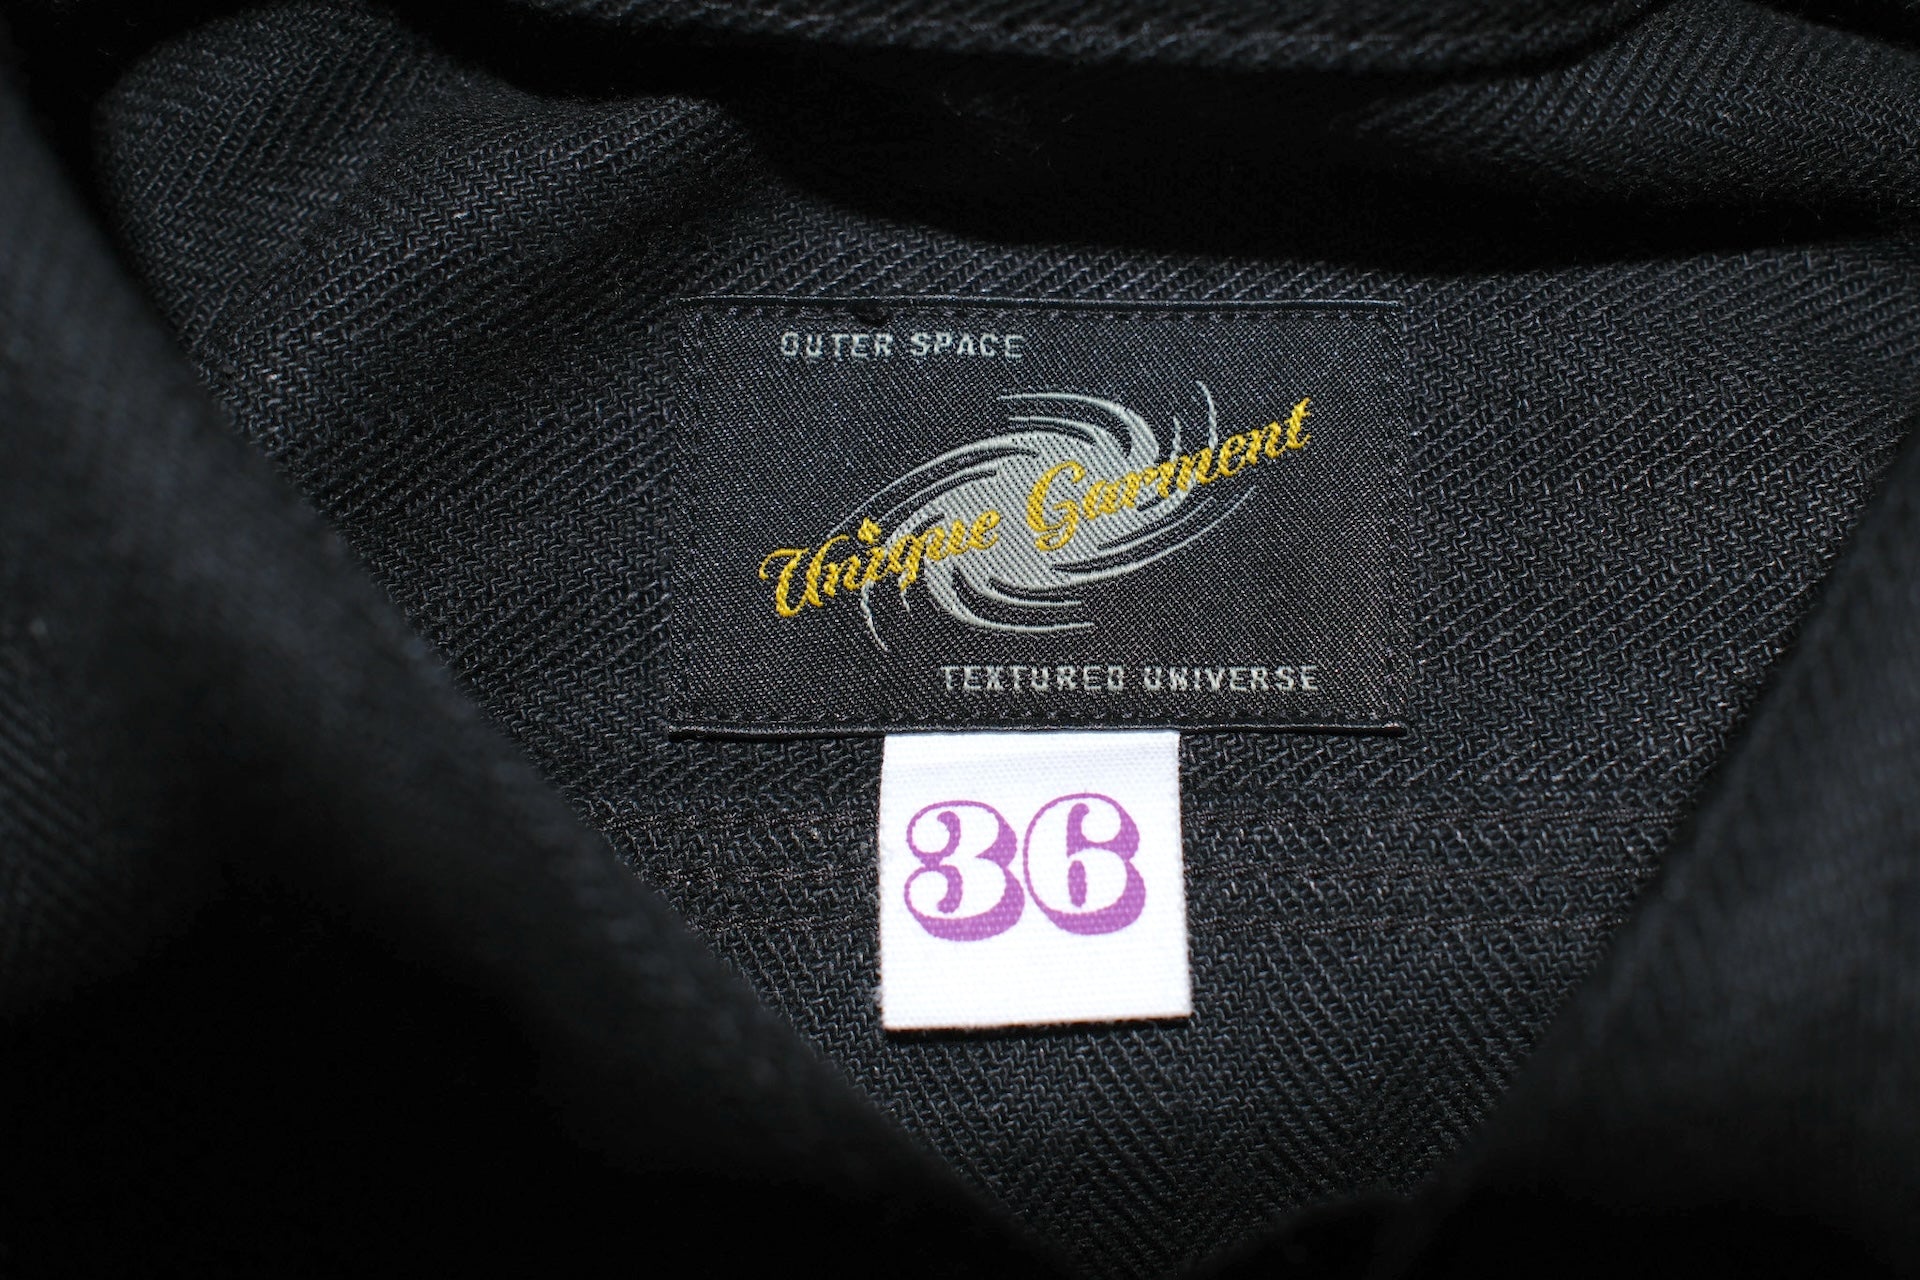 OUTER SPACE
Unique Garment
TEXTURED UNIVERSE
36